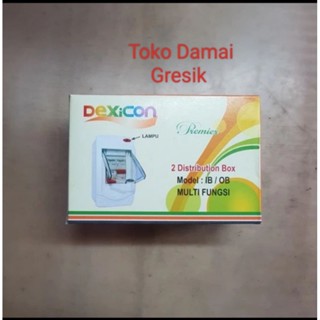 Toko Damai
Gresik
DEXiCON
Premier
LAMPU
2 Distribution Box
Model : IB / OB
MULTI FUNGSI